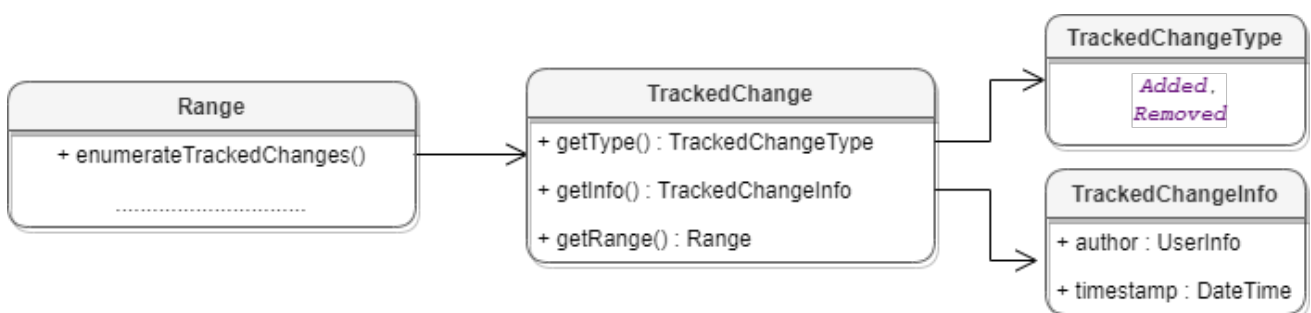 Range
+ enumerateTrackedChanges()
................................
TrackedChange
+ getType() : TrackedChangeType
+ getInfo() : TrackedChangeInfo
+ getRange() : Range
TrackedChangeType
Added,
Removed
TrackedChangeInfo
+ author : UserInfo
+ timestamp : DateTime